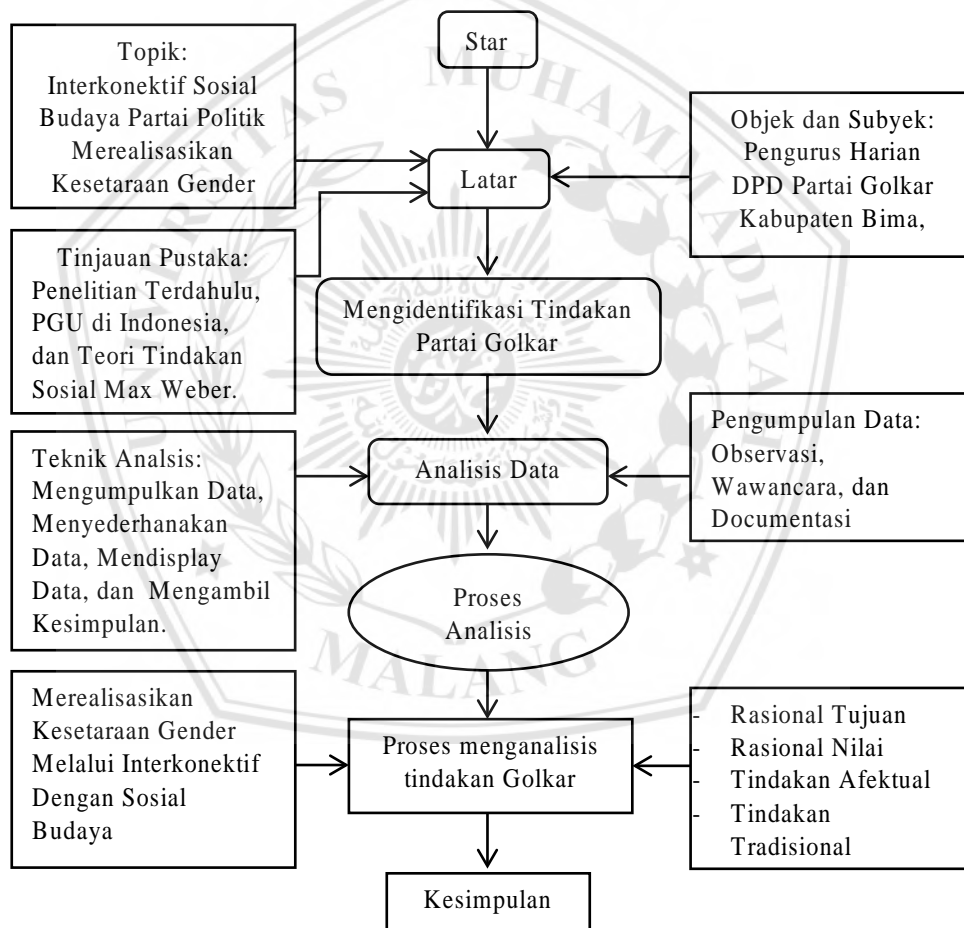 Star
Topik:
Interkonektif Sosial
Budaya Partai Politik
Merealisasikan
Kesetaraan Gender
Objek dan Subyek:
Pengurus Harian
DPD Partai Golkar
Kabupaten Bima,
Latar
Tinjauan Pustaka:
Penelitian Terdahulu,
PGU di Indonesia,
dan Teori Tindakan
Sosial Max Weber.
Mengidentifikasi Tindakan
Partai Golkar
Pengumpulan Data:
Observasi,
Wawancara, dan
Documentasi
Teknik Analsis:
Mengumpulkan Data,
Menyederhanakan
Data, Mendisplay
Data, dan Mengambil
Kesimpulan.
Analisis Data
Proses
Analisis
Merealisasikan
Kesetaraan Gender
Melalui Interkonektif
Dengan Sosial
Budaya
Proses menganalisis
tindakan Golkar
- Rasional Tujuan
- Rasional Nilai
- Tindakan Afektual
- Tindakan
Tradisional
Kesimpulan
UNIVERSITAS MUHAMMADIYAH
MALANG